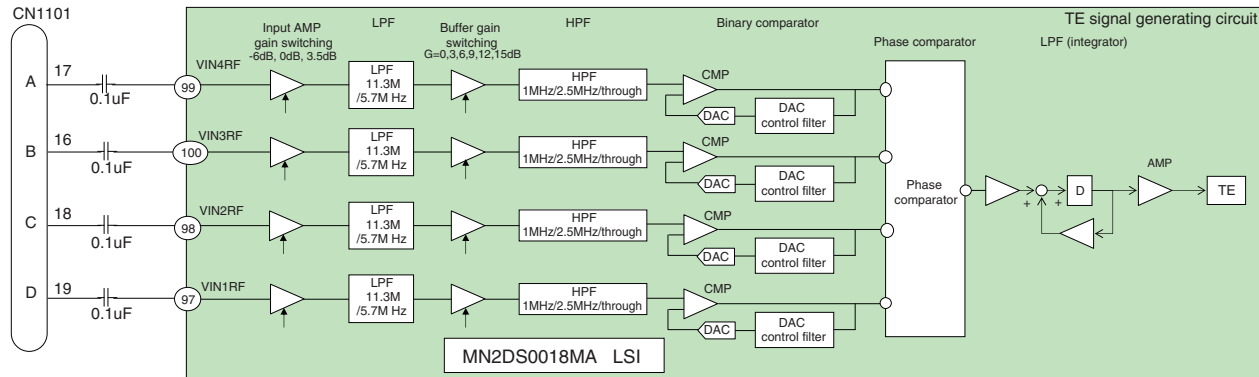 CN1101
TE signal generating circuit
Input AMP
gain switching
-6dB, 0dB, 3.5dB
LPF
Buffer gain
switching
G=0,3,6,9,12,15dB
HPF
Binary comparator
Phase comparator
LPF (integrator)
A
17
0.1uF
99
VIN4RF
LPF
11.3M
/5.7M Hz
HPF
1MHz/2.5MHz/through
CMP
DAC
DAC
control filter
B
16
0.1uF
100
VIN3RF
LPF
11.3M
/5.7M Hz
HPF
1MHz/2.5MHz/through
CMP
DAC
DAC
control filter
Phase
comparator
+
+
D
AMP
TE
C
18
0.1uF
98
VIN2RF
LPF
11.3M
/5.7M Hz
HPF
1MHz/2.5MHz/through
CMP
DAC
DAC
control filter
D
19
0.1uF
97
VIN1RF
LPF
11.3M
/5.7M Hz
HPF
1MHz/2.5MHz/through
CMP
DAC
DAC
control filter
MN2DS0018MA LSI